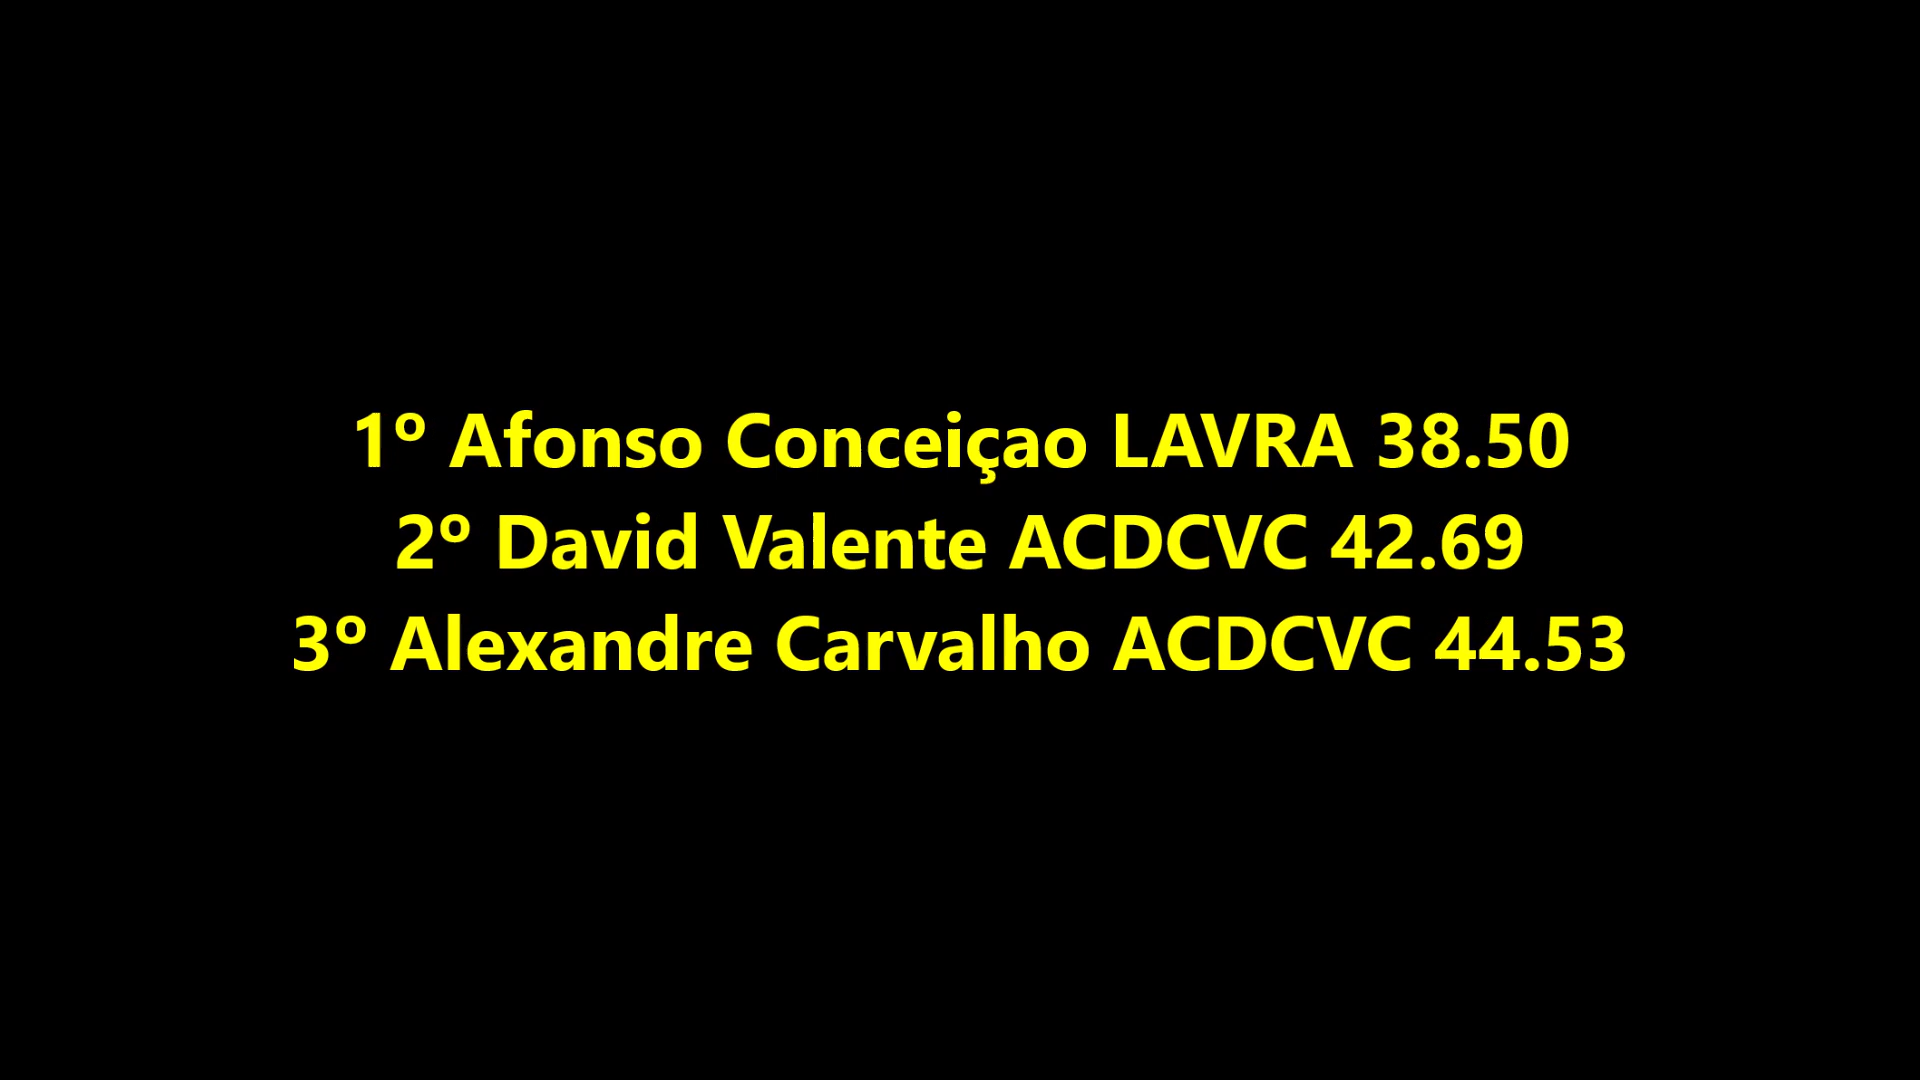 1º Afonso Conceiçao LAVRA 38.50
2º David Valente ACDCVC 42.69
3º Alexandre Carvalho ACDCVC 44.53